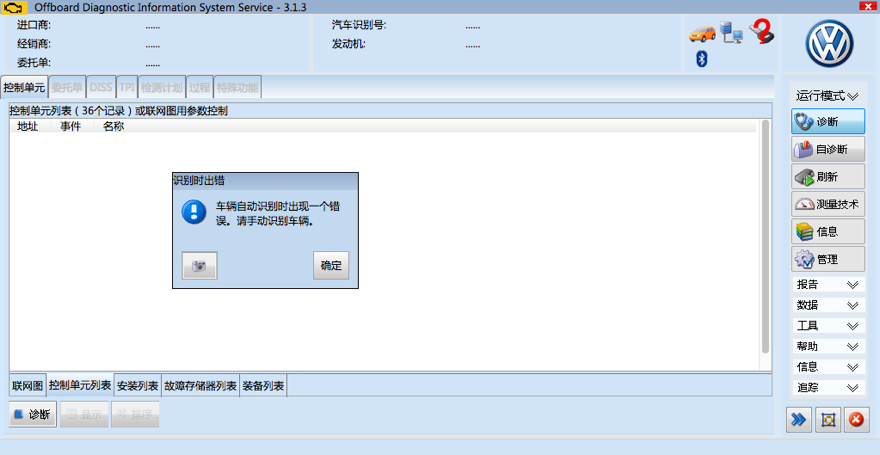 Offboard Diagnostic Information System Service - 3.1.3
进口商: ......
经销商: ......
委托单: ......
汽车识别号: ......
发动机: ......
控制单元 委托单 DISS TPI 检测计划 过程 特殊功能
控制单元列表（36个记录）或联网图用参数控制
地址 事件 名称
识别时出错
车辆自动识别时出现一个错
误。请手动识别车辆。
确定
联网图 控制单元列表 安装列表 故障存储器列表 装备列表
诊断 显示 排序
运行模式
诊断
自诊断
刷新
测量技术
信息
管理
报告
数据
工具
帮助
信息
追踪